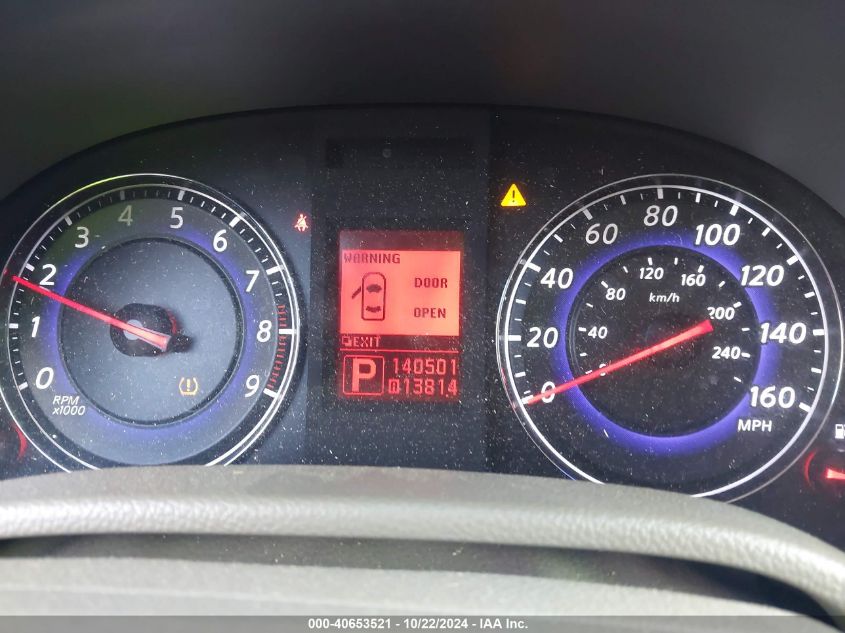 0 1 2 3 4 5 6 7 8 9
RPM
x1000
WARNING
DOOR
OPEN
EXIT
P 140501
13814
0 20 40 60 80 100 120 140 160
MPH
40 80 120 160 200 240
km/h
000-40653521 - 10/22/2024 - IAA Inc.